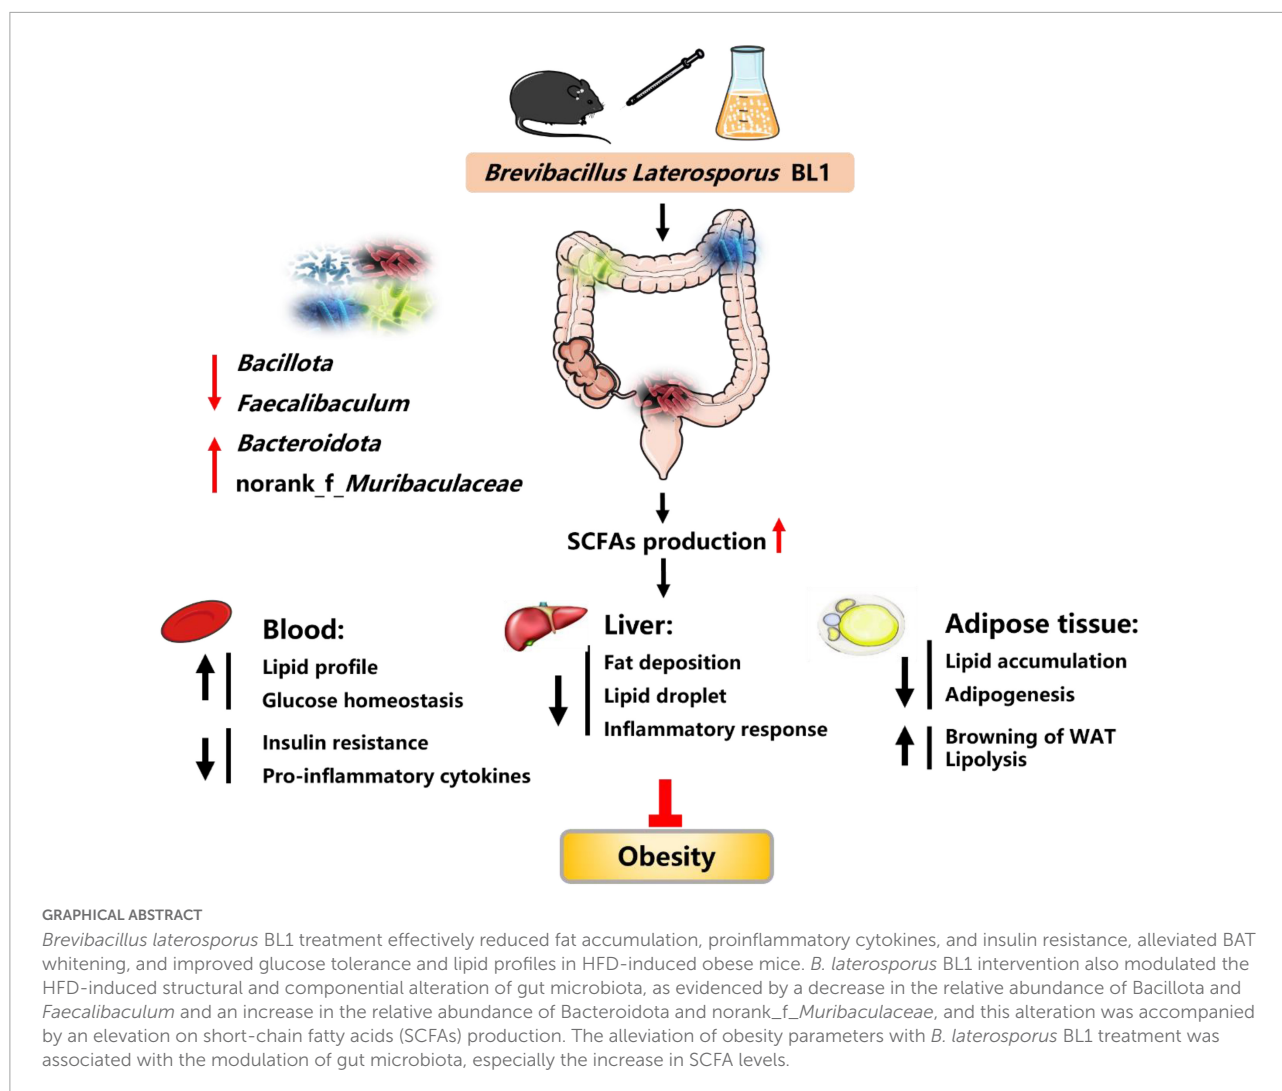 Brevibacillus Laterosporus BL1
Bacillota
Faecalibaculum
Bacteroidota
norank_f_Muribaculaceae
SCFAs production
Blood:
Lipid profile
Glucose homeostasis
Insulin resistance
Pro-inflammatory cytokines
Liver:
Fat deposition
Lipid droplet
Inflammatory response
Adipose tissue:
Lipid accumulation
Adipogenesis
Browning of WAT
Lipolysis
Obesity
GRAPHICAL ABSTRACT
Brevibacillus laterosporus BL1 treatment effectively reduced fat accumulation, proinflammatory cytokines, and insulin resistance, alleviated BAT
whitening, and improved glucose tolerance and lipid profiles in HFD-induced obese mice. B. laterosporus BL1 intervention also modulated the
HFD-induced structural and componential alteration of gut microbiota, as evidenced by a decrease in the relative abundance of Bacillota and
Faecalibaculum and an increase in the relative abundance of Bacteroidota and norank_f_Muribaculaceae, and this alteration was accompanied
by an elevation on short-chain fatty acids (SCFAs) production. The alleviation of obesity parameters with B. laterosporus BL1 treatment was
associated with the modulation of gut microbiota, especially the increase in SCFA levels.